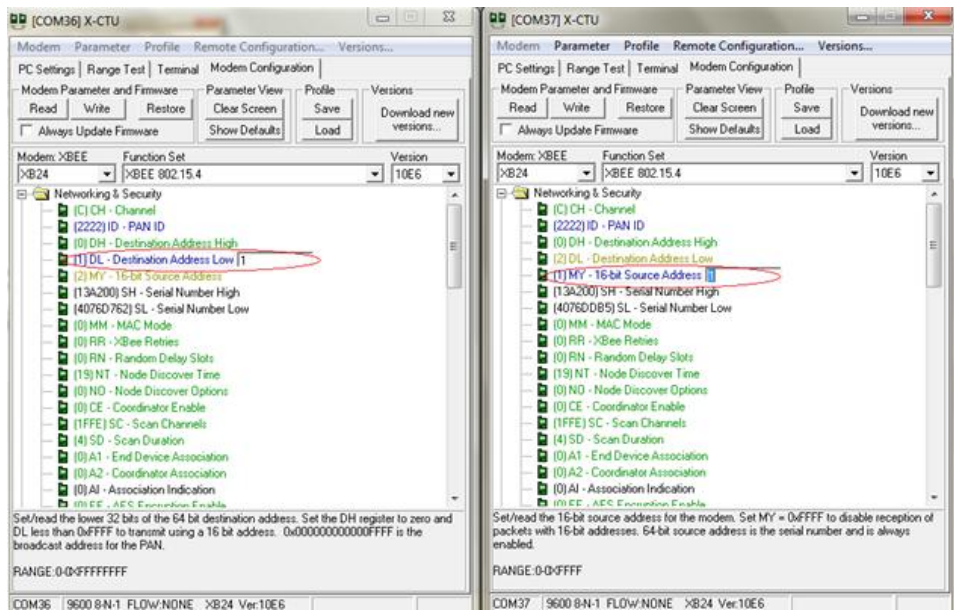 [COM36] X-CTU
Modem Parameter Profile Remote Configuration... Versions...
PC Settings Range Test Terminal Modem Configuration
Modem Parameter and Firmware Parameter View Profile Versions
Read Write Restore Clear Screen Save Download new versions...
Always Update Firmware Show Defaults Load
Modem: XBEE Function Set Version
XB24 XBEE 802.15.4 10E6
Networking & Security
(C) CH - Channel
(2222) ID - PAN ID
(0) DH - Destination Address High
(1) DL - Destination Address Low 1
(2) MY - 16-bit Source Address
(13A200) SH - Serial Number High
(4076D762) SL - Serial Number Low
(0) MM - MAC Mode
(0) RR - XBee Retries
(0) RN - Random Delay Slots
(19) NT - Node Discover Time
(0) NO - Node Discover Options
(0) CE - Coordinator Enable
(1FFE) SC - Scan Channels
(4) SD - Scan Duration
(0) A1 - End Device Association
(0) A2 - Coordinator Association
(0) AI - Association Indication
(0) EE - AES Encryption Enable
Set/read the lower 32 bits of the 64 bit destination address. Set the DH register to zero and
DL less than 0xFFFF to transmit using a 16 bit address. 0x000000000000FFFF is the
broadcast address for the PAN.
RANGE:0-0XFFFFFFFF
COM36 9600 8-N-1 FLOW:NONE XB24 Ver:10E6
[COM37] X-CTU
Modem Parameter Profile Remote Configuration... Versions...
PC Settings Range Test Terminal Modem Configuration
Modem Parameter and Firmware Parameter View Profile Versions
Read Write Restore Clear Screen Save Download new versions...
Always Update Firmware Show Defaults Load
Modem: XBEE Function Set Version
XB24 XBEE 802.15.4 10E6
Networking & Security
(C) CH - Channel
(2222) ID - PAN ID
(0) DH - Destination Address High
(2) DL - Destination Address Low
(1) MY - 16-bit Source Address 1
(13A200) SH - Serial Number High
(4076DDB5) SL - Serial Number Low
(0) MM - MAC Mode
(0) RR - XBee Retries
(0) RN - Random Delay Slots
(19) NT - Node Discover Time
(0) NO - Node Discover Options
(0) CE - Coordinator Enable
(1FFE) SC - Scan Channels
(4) SD - Scan Duration
(0) A1 - End Device Association
(0) A2 - Coordinator Association
(0) AI - Association Indication
(0) EE - AES Encryption Enable
Set/read the 16-bit source address for the modem. Set MY = 0xFFFF to disable reception of
packets with 16-bit addresses. 64-bit source address is the serial number and is always
enabled.
RANGE:0-0XFFFF
COM37 9600 8-N-1 FLOW:NONE XB24 Ver:10E6